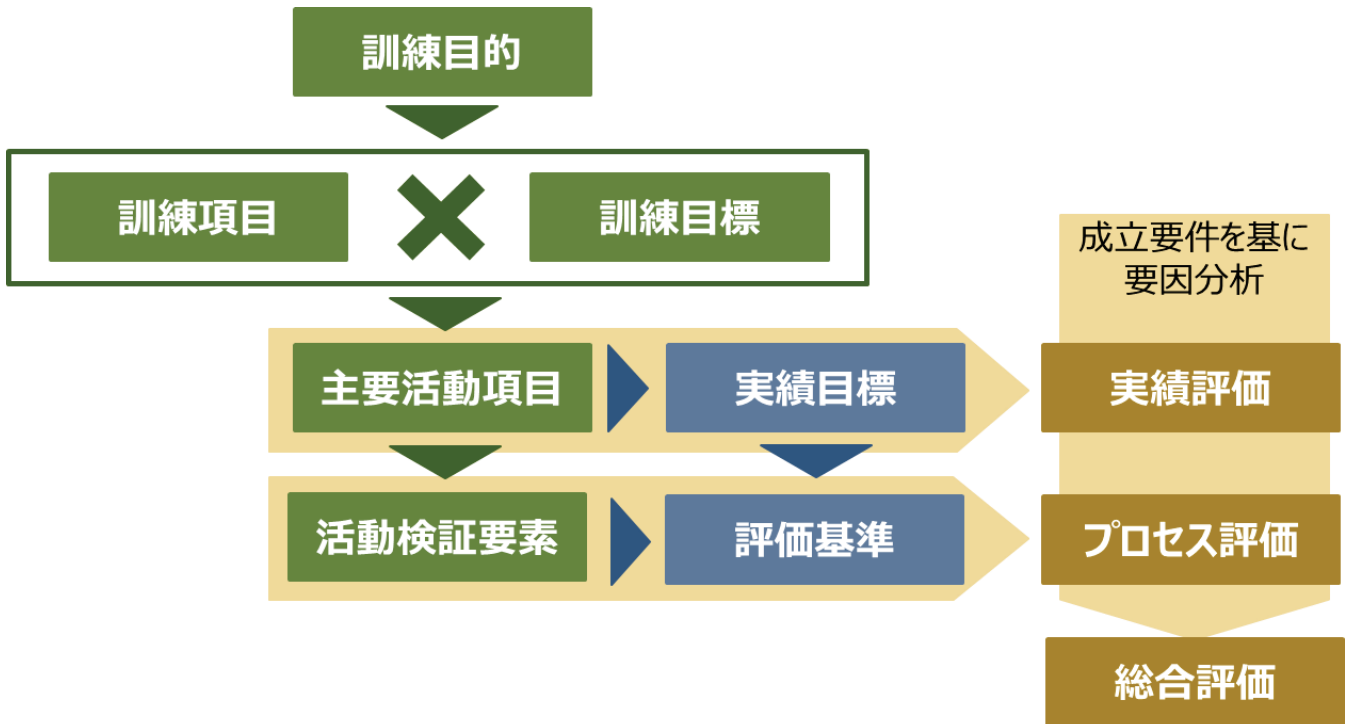 訓練目的
訓練項目
訓練目標
成立要件を基に
要因分析
主要活動項目
実績目標
実績評価
活動検証要素
評価基準
プロセス評価
総合評価